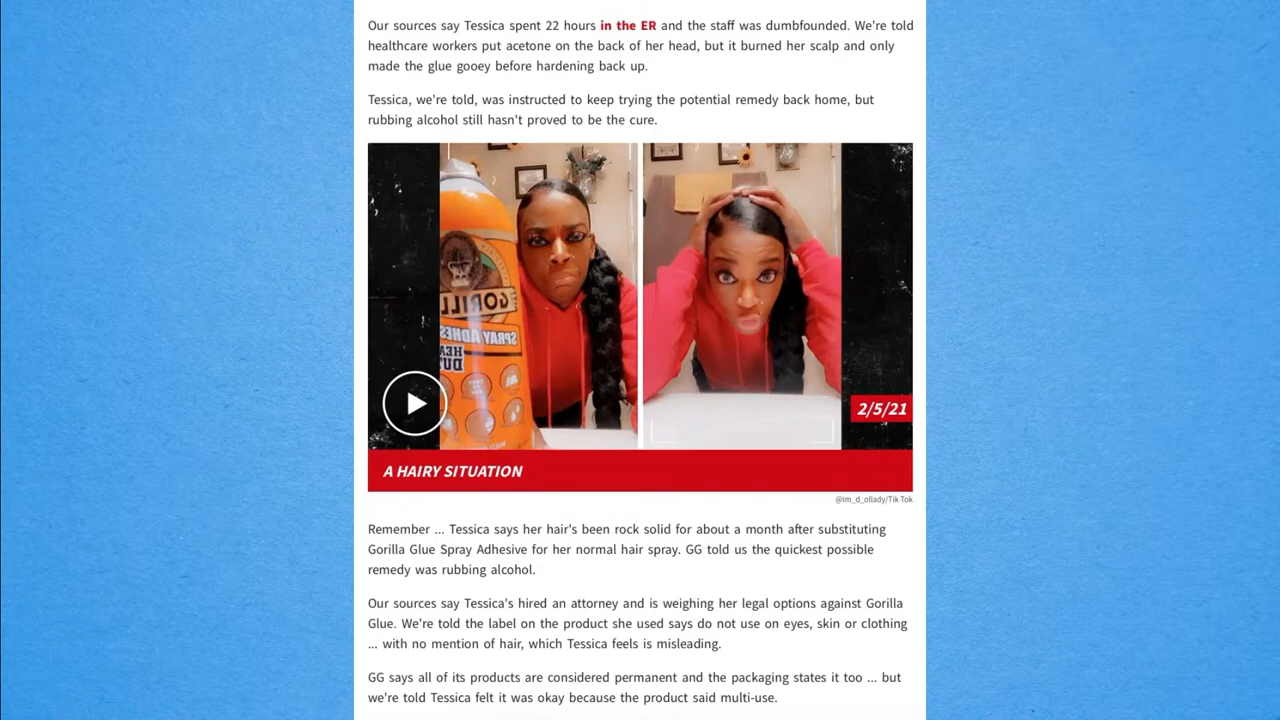 Our sources say Tessica spent 22 hours in the ER and the staff was dumbfounded. We're told
healthcare workers put acetone on the back of her head, but it burned her scalp and only
made the glue gooey before hardening back up.
Tessica, we're told, was instructed to keep trying the potential remedy back home, but
rubbing alcohol still hasn't proved to be the cure.
GORILL
SPRAY ADHES
HEA
DU
2/5/21
A HAIRY SITUATION
@im_d_ollady/Tik Tok
Remember ... Tessica says her hair's been rock solid for about a month after substituting
Gorilla Glue Spray Adhesive for her normal hair spray. GG told us the quickest possible
remedy was rubbing alcohol.
Our sources say Tessica's hired an attorney and is weighing her legal options against Gorilla
Glue. We're told the label on the product she used says do not use on eyes, skin or clothing
... with no mention of hair, which Tessica feels is misleading.
GG says all of its products are considered permanent and the packaging states it too ... but
we're told Tessica felt it was okay because the product said multi-use.